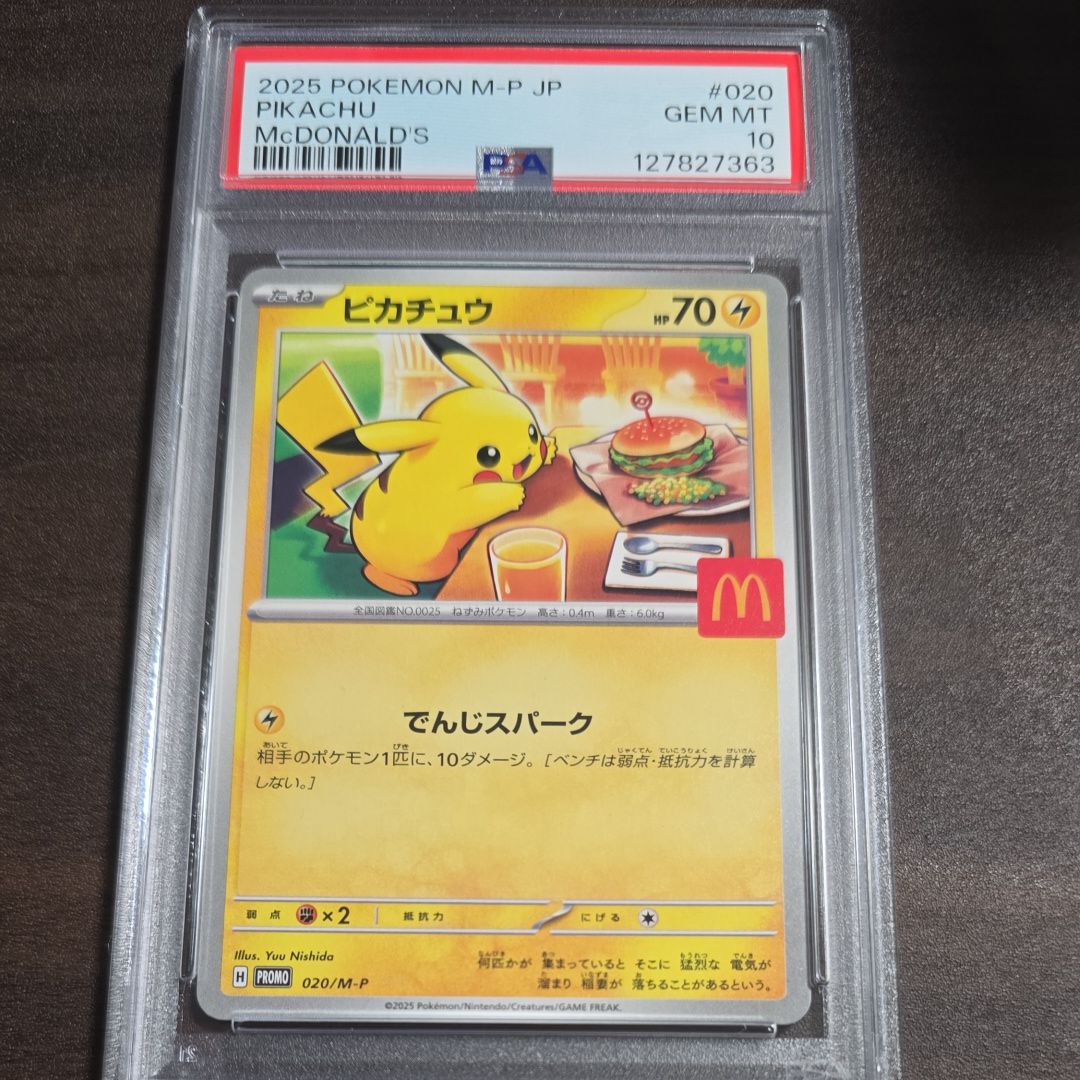 2025 POKEMON M-P JP
#020
PIKACHU
GEM MT
McDONALD'S
10
PSA
127827363
たね
ピカチュウ
HP70
全国図鑑NO.0025 ねずみポケモン 高さ:0.4m 重さ:6.0kg
でんじスパーク
相手のポケモン1匹に、10ダメージ。[ベンチは弱点・抵抗力を計算
しない。]
弱点 ×2 抵抗力 にげる
Illus. Yuu Nishida
H PROMO 020/M-P
何匹かが 集まっていると そこに 猛烈な 電気が
溜まり 稲妻が 落ちることがあるという。
©2025 Pokémon/Nintendo/Creatures/GAME FREAK.